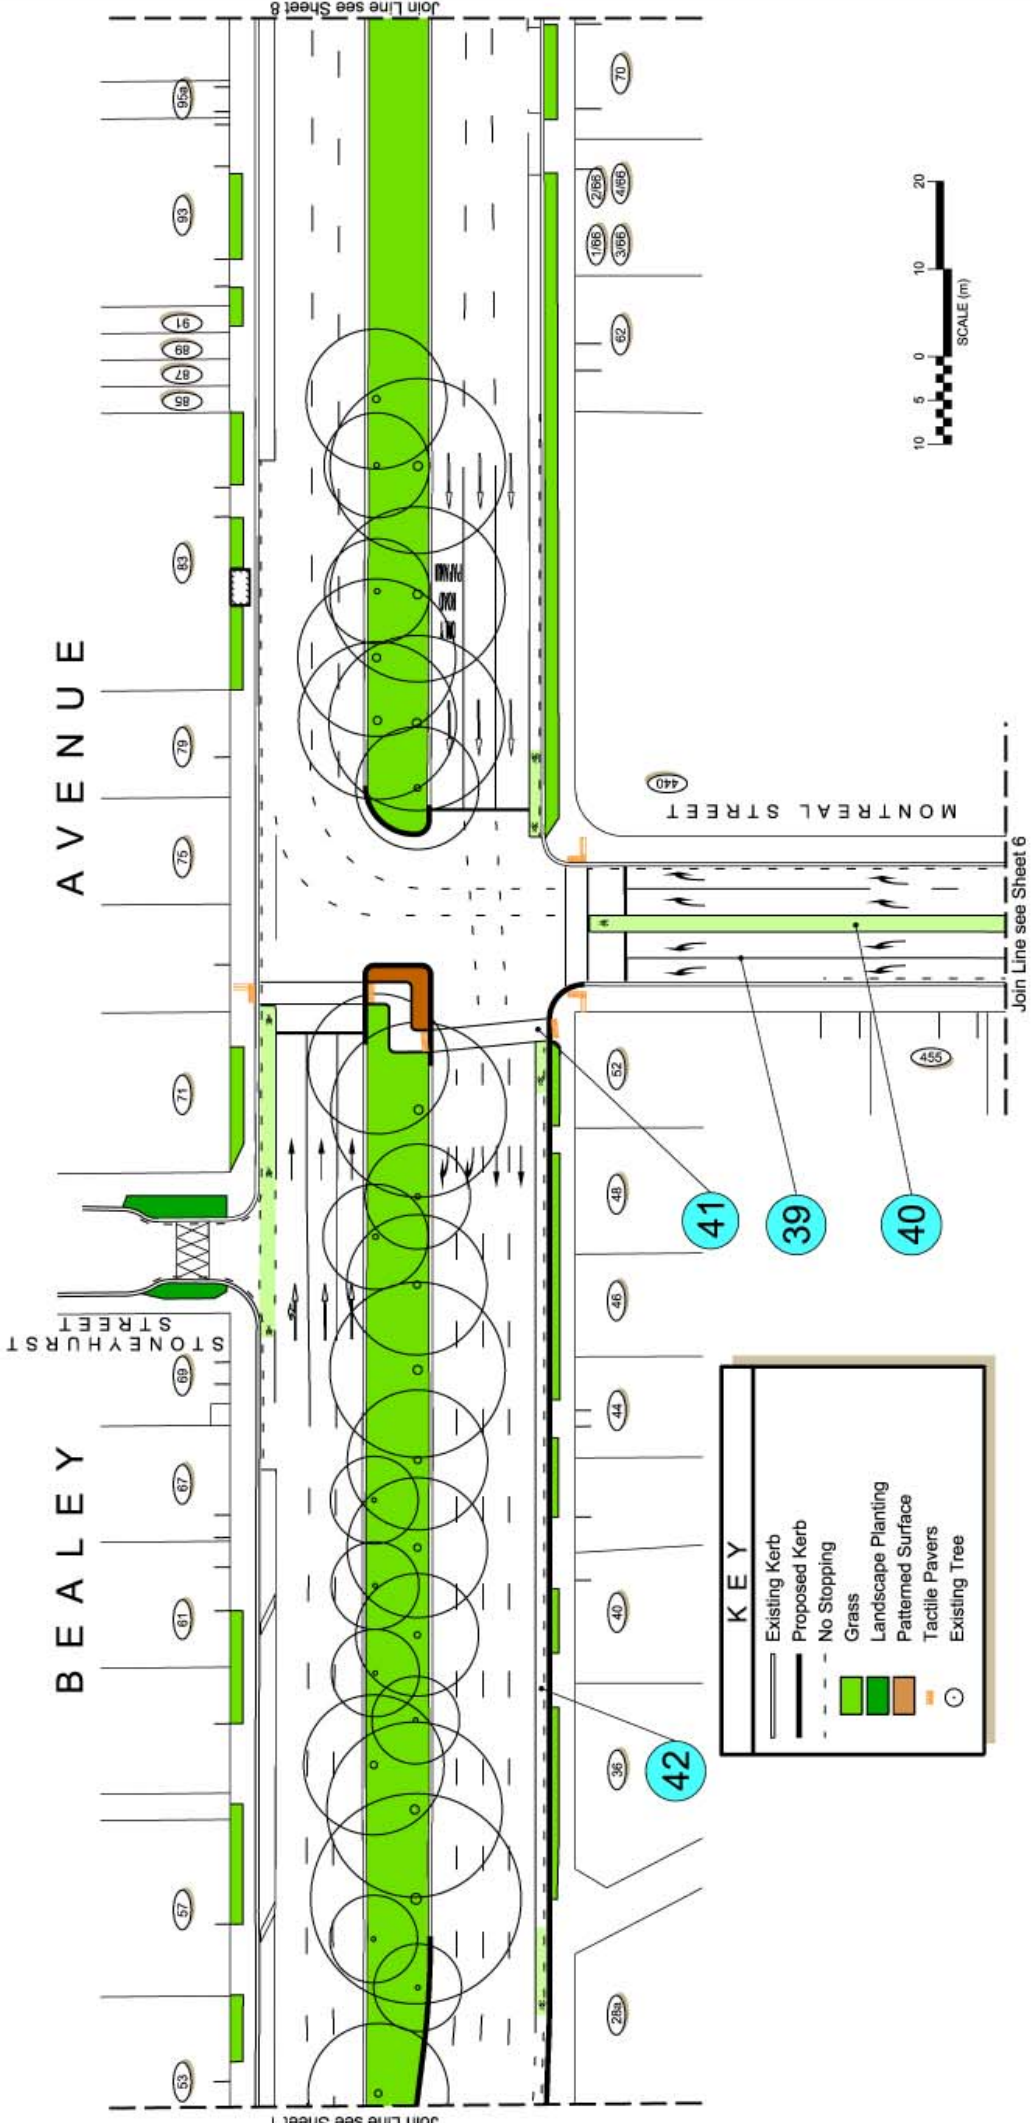 BEALEY AVENUE
STONEYHURST
STREET
MONTREAL STREET
Join Line see Sheet 8
Join Line see Sheet 6
Join Line see Sheet
53
57
61
67
69
71
75
79
83
85
87
89
91
93
95a
28a
36
40
44
46
48
52
62
1/66
2/66
3/66
4/66
70
440
455
39
40
41
42
ONLY
ROAD
KEY
Existing Kerb
Proposed Kerb
No Stopping
Grass
Landscape Planting
Patterned Surface
Tactile Pavers
Existing Tree
10 5 0 10 20
SCALE (m)